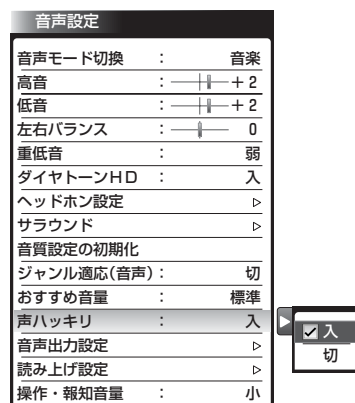 音声設定
音声モード切換 : 音楽
高音 : +2
低音 : +2
左右バランス : 0
重低音 : 弱
ダイヤトーンHD : 入
ヘッドホン設定
サラウンド
音質設定の初期化
ジャンル適応(音声) : 切
おすすめ音量 : 標準
声ハッキリ : 入
入
切
音声出力設定
読み上げ設定
操作・報知音量 : 小